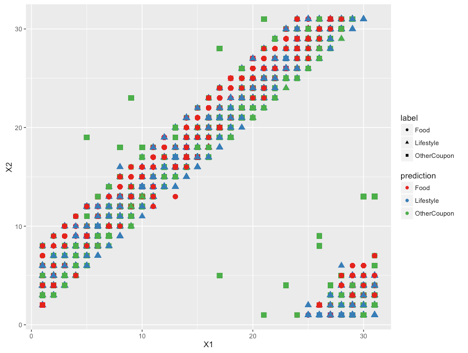 30
20
10
0
X2
0
10
20
30
X1
label
Food
Lifestyle
OtherCoupon
prediction
Food
Lifestyle
OtherCoupon